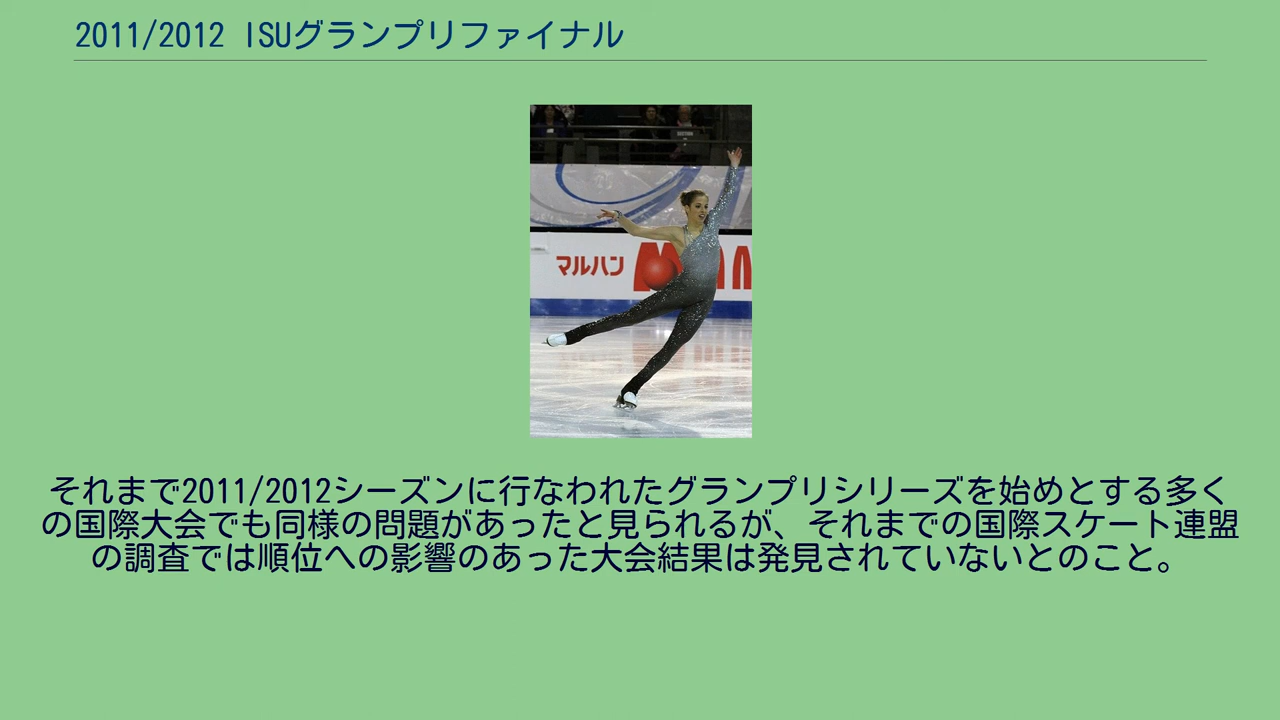 2011/2012 ISUグランプリファイナル
SECTION
マルハン
それまで2011/2012シーズンに行なわれたグランプリシリーズを始めとする多く
の国際大会でも同様の問題があったと見られるが、それまでの国際スケート連盟
の調査では順位への影響のあった大会結果は発見されていないとのこと。